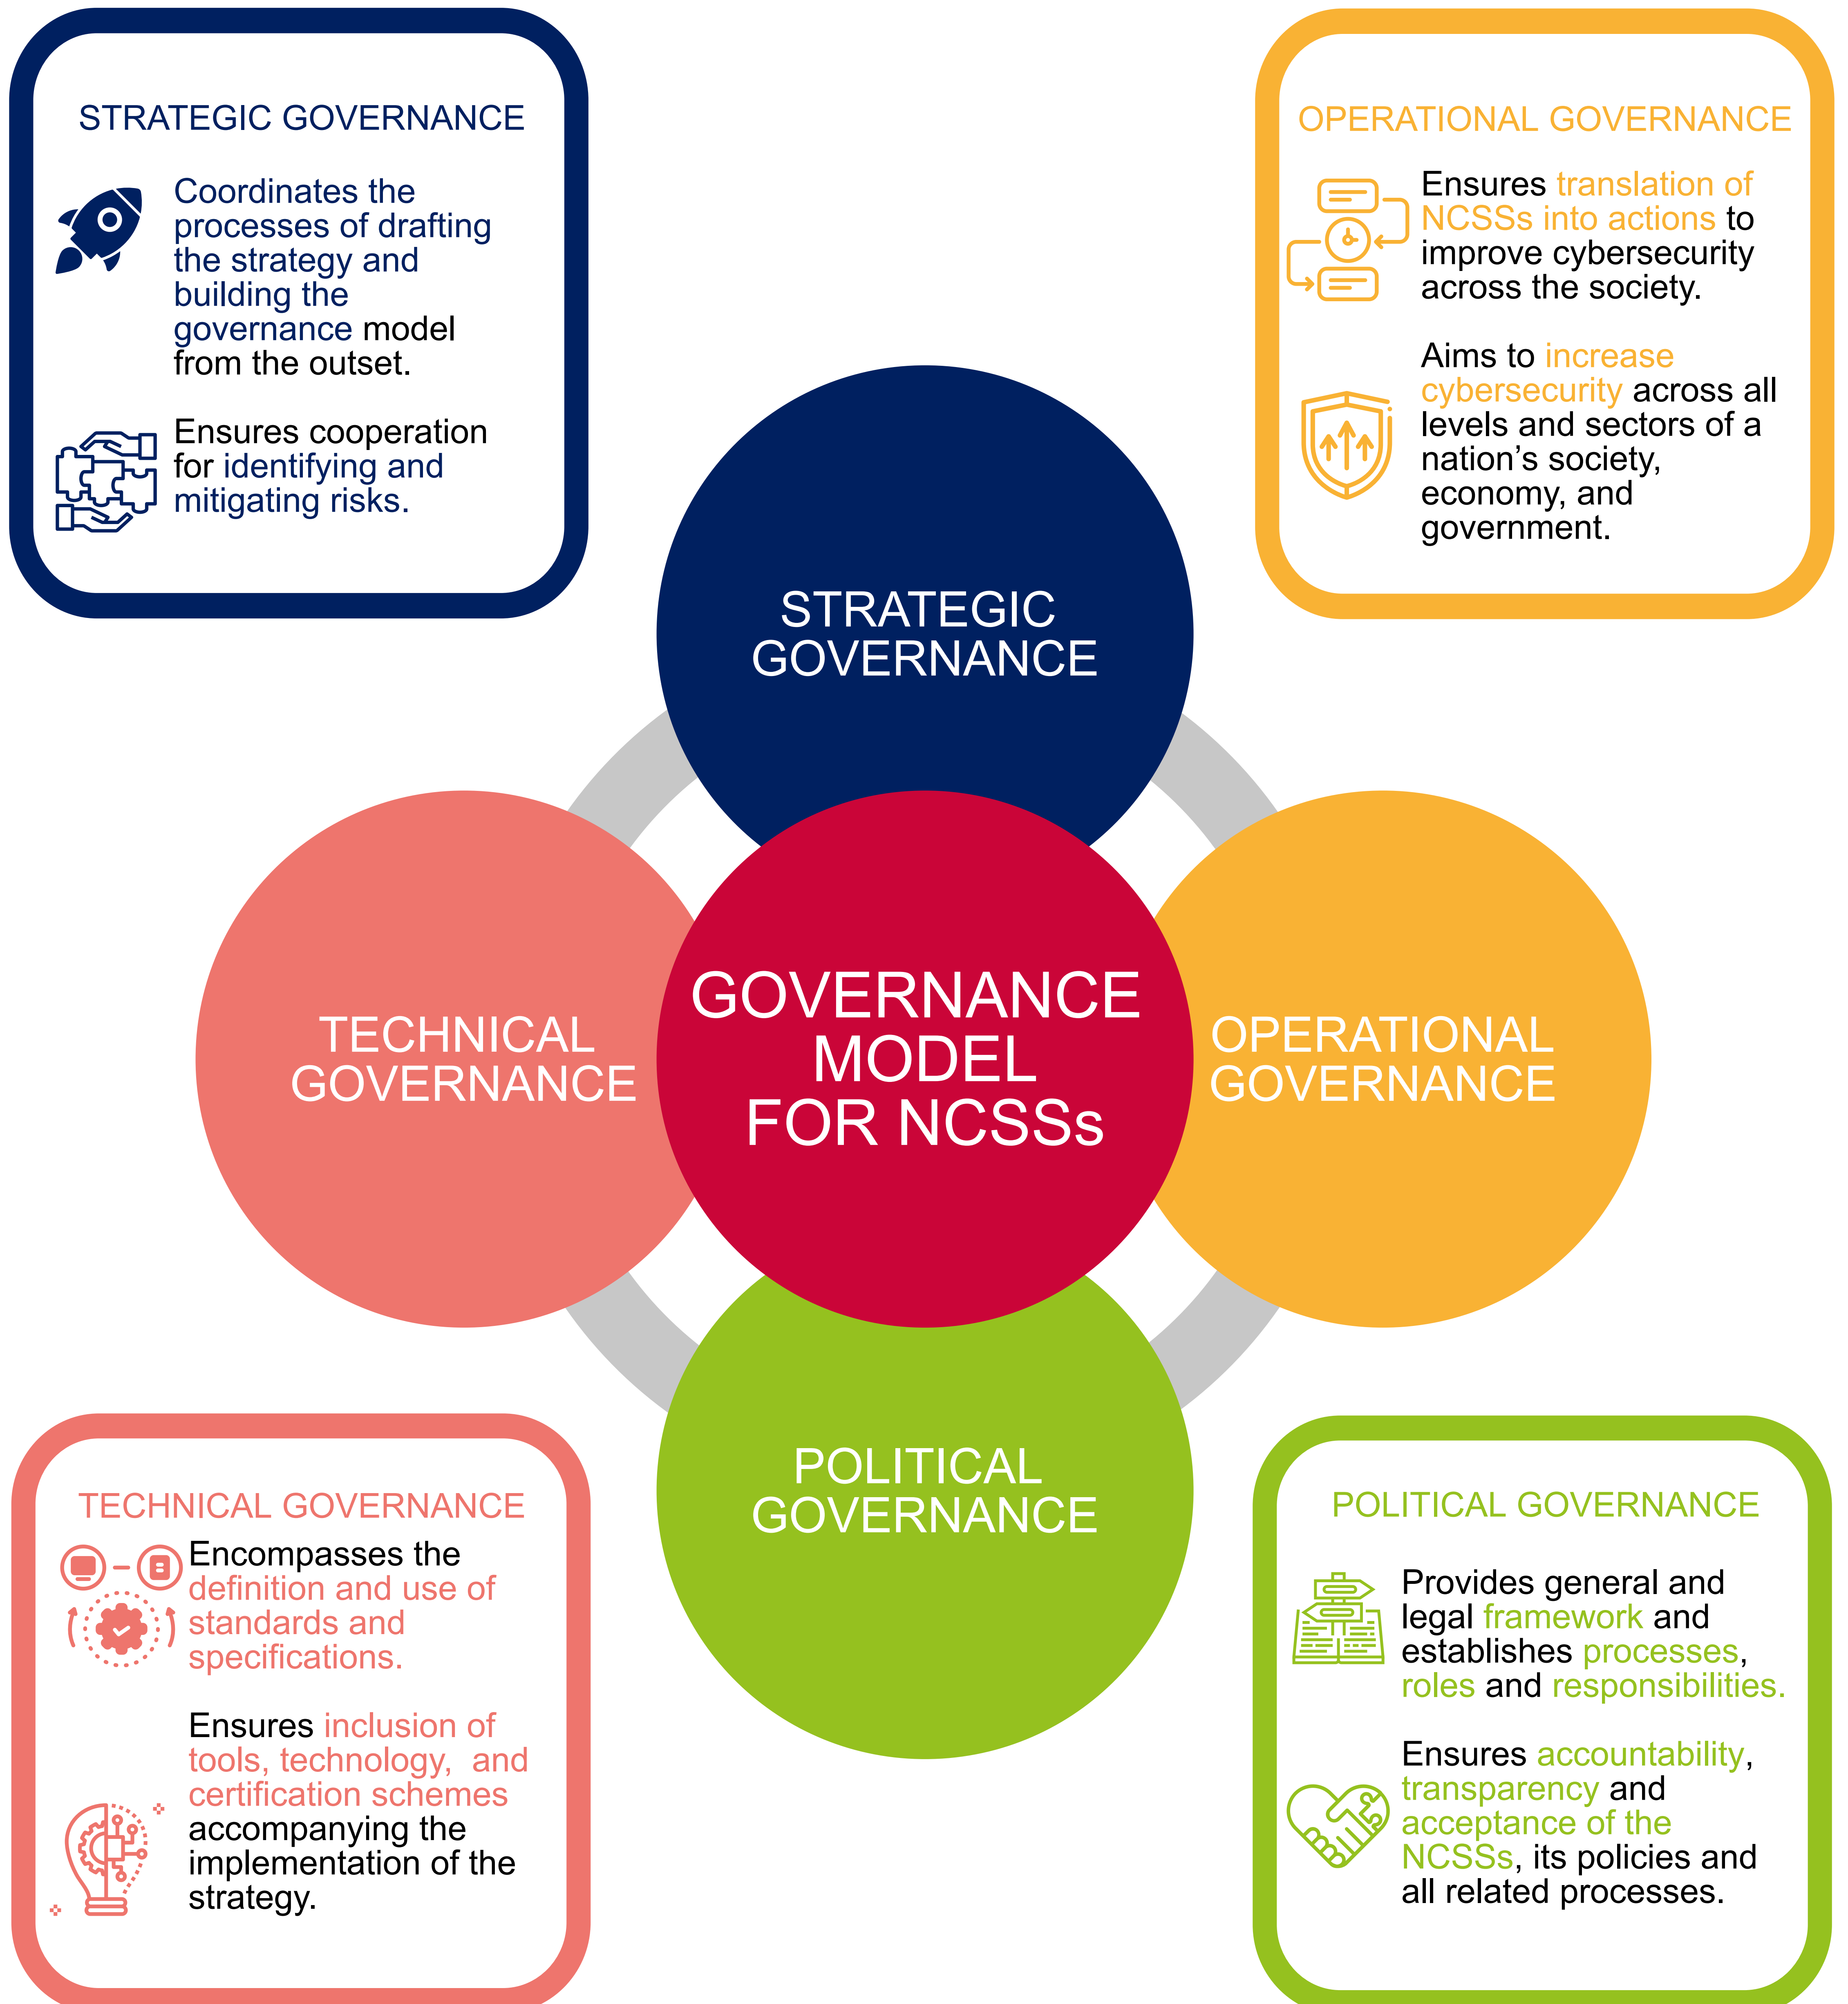 STRATEGIC GOVERNANCE
Coordinates the
processes of drafting
the strategy and
building the
governance model
from the outset.
Ensures cooperation
for identifying and
mitigating risks.
OPERATIONAL GOVERNANCE
Ensures translation of
NCSSs into actions to
improve cybersecurity
across the society.
Aims to increase
cybersecurity across all
levels and sectors of a
nation’s society,
economy, and
government.
STRATEGIC
GOVERNANCE
TECHNICAL
GOVERNANCE
GOVERNANCE
MODEL
FOR NCSSs
OPERATIONAL
GOVERNANCE
POLITICAL
GOVERNANCE
TECHNICAL GOVERNANCE
Encompasses the
definition and use of
standards and
specifications.
Ensures inclusion of
tools, technology,  and
certification schemes
accompanying the
implementation of the
strategy.
POLITICAL GOVERNANCE
Provides general and
legal framework and
establishes processes,
roles and responsibilities.
Ensures accountability,
transparency and
acceptance of the
NCSSs, its policies and
all related processes.